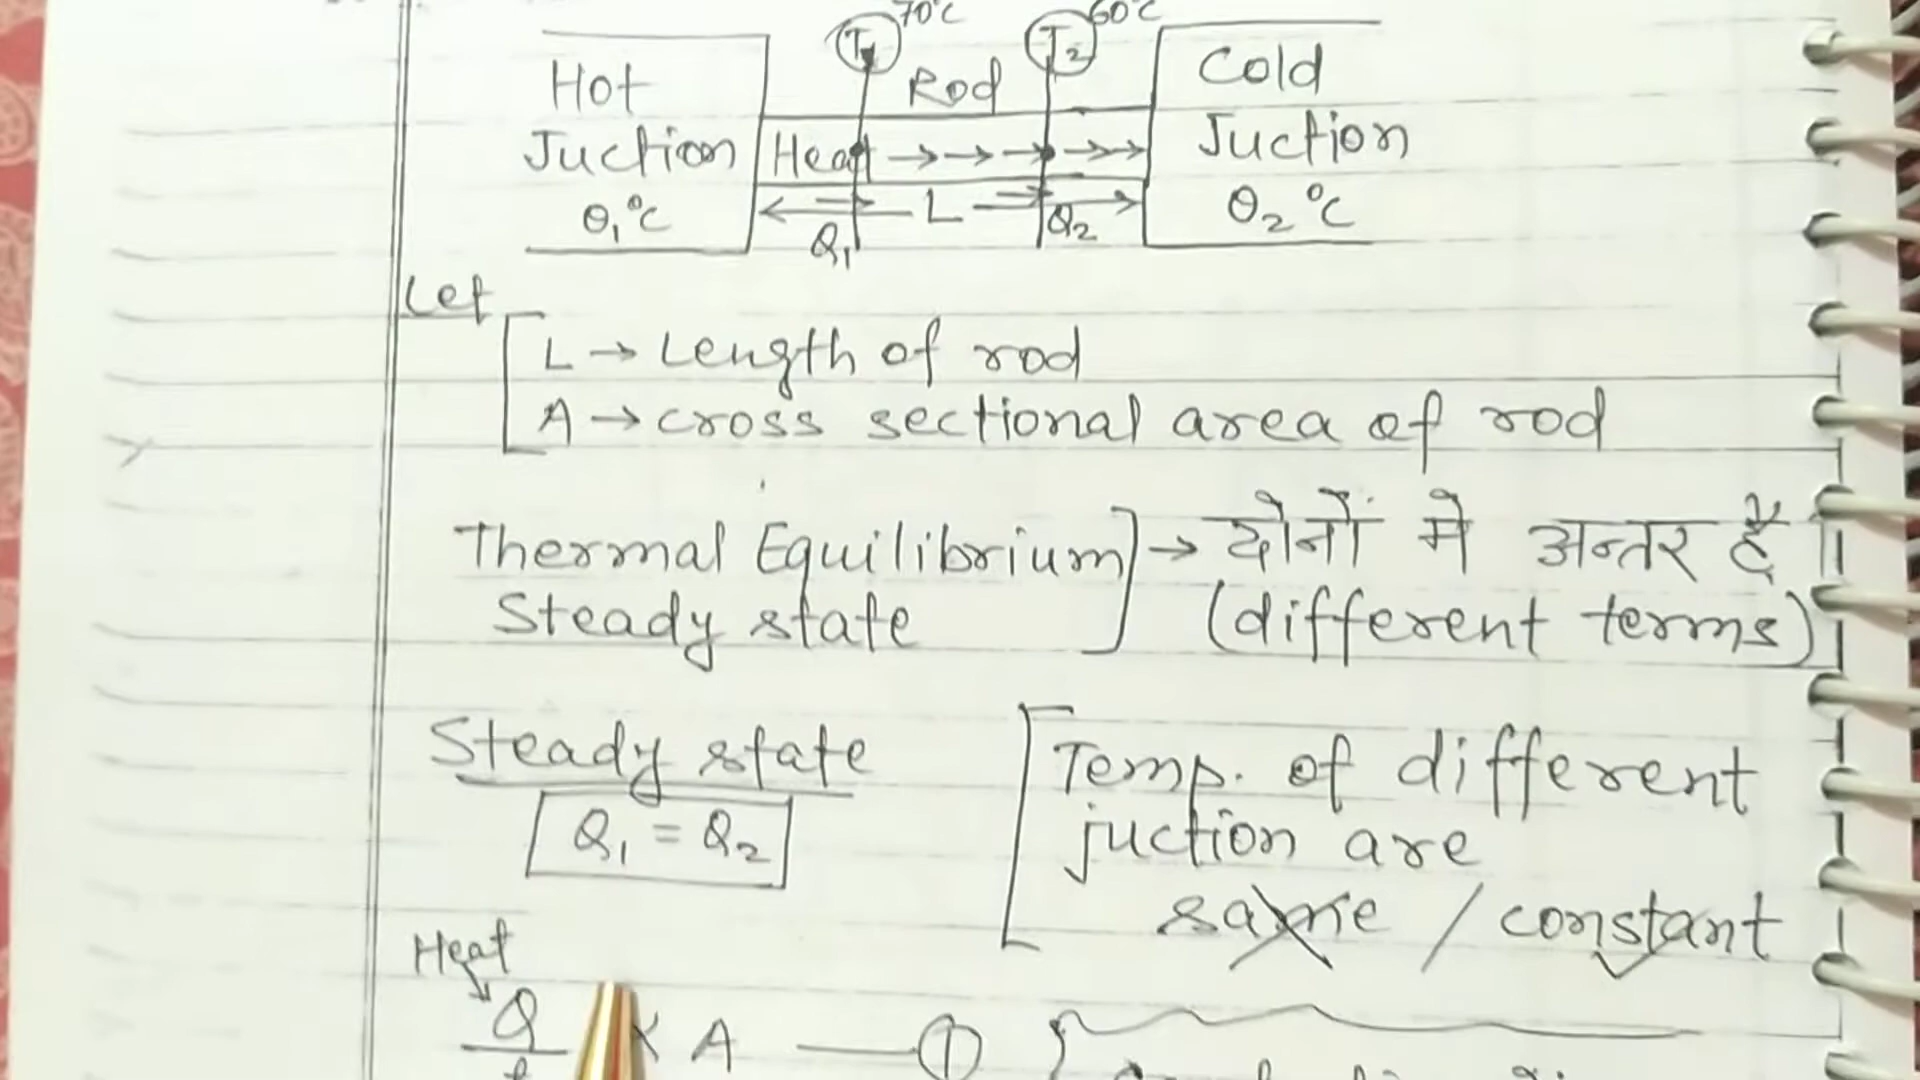 T1 70°C T2 60°C
Hot Rod Cold
Juction Heat →→→→→→ Juction
θ1°C L θ2°C
Q1 Q2
Let
L → Length of rod
A → cross sectional area of rod
Thermal Equilibrium → दोनों मे अन्तर है।
Steady state (different terms)
Steady state Temp. of different
Q1 = Q2 juction are
same / constant
Heat
Q A — 1